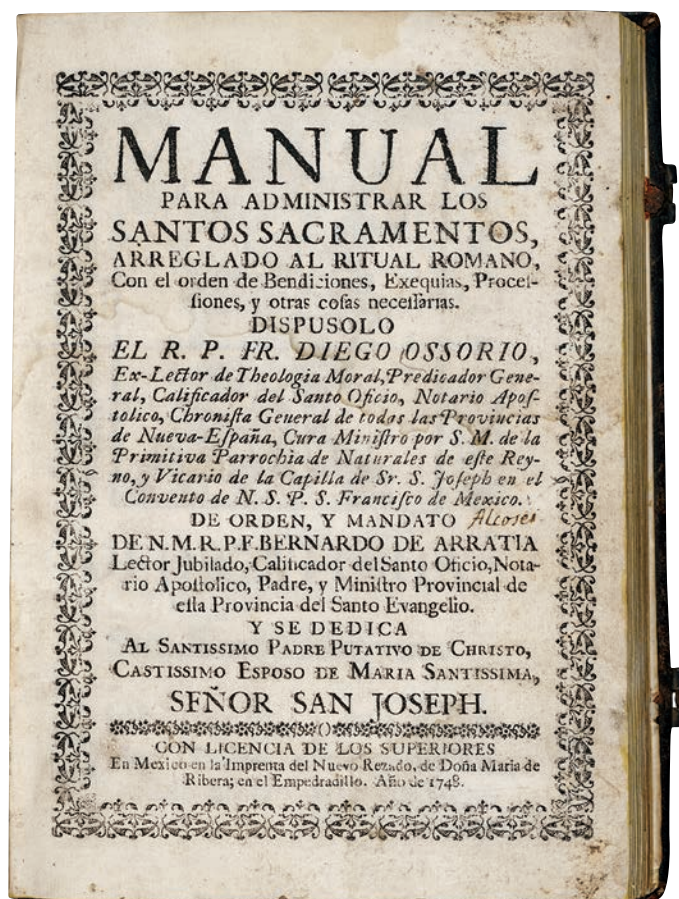 MANUAL
PARA ADMINISTRAR LOS
SANTOS SACRAMENTOS,
ARREGLADO AL RITUAL ROMANO,
Con el orden de Bendiciones, Exequias, Proceſ-
ſiones, y otras coſas neceſſarias.
DISPUSOLO
EL R. P. FR. DIEGO OSSORIO,
Ex-Lector de Theologia Moral, Predicador Gene-
ral, Calificador del Santo Oficio, Notario Apoſ-
tolico, Chroniſta General de todas las Provincias
de Nueva-Eſpaña, Cura Miniſtro por S. M. de la
Primitiva Parrochia de Naturales de eſte Rey-
no, y Vicario de la Capilla de Sr. S. Joſeph en el
Convento de N. S. P. S. Franciſco de Mexico.
DE ORDEN, Y MANDATO
DE N. M. R. P. F. BERNARDO DE ARRATIA
Lector Jubilado, Calificador del Santo Oficio, Nota-
rio Apoſtolico, Padre, y Miniſtro Provincial de
eſta Provincia del Santo Evangelio.
Y SE DEDICA
AL SANTISSIMO PADRE PUTATIVO DE CHRISTO,
CASTISSIMO ESPOSO DE MARIA SANTISSIMA,
SEÑOR SAN JOSEPH.
CON LICENCIA DE LOS SUPERIORES
En Mexico en la Imprenta del Nuevo Rezado, de Doña Maria de
Ribera; en el Empedradillo. Año de 1748.